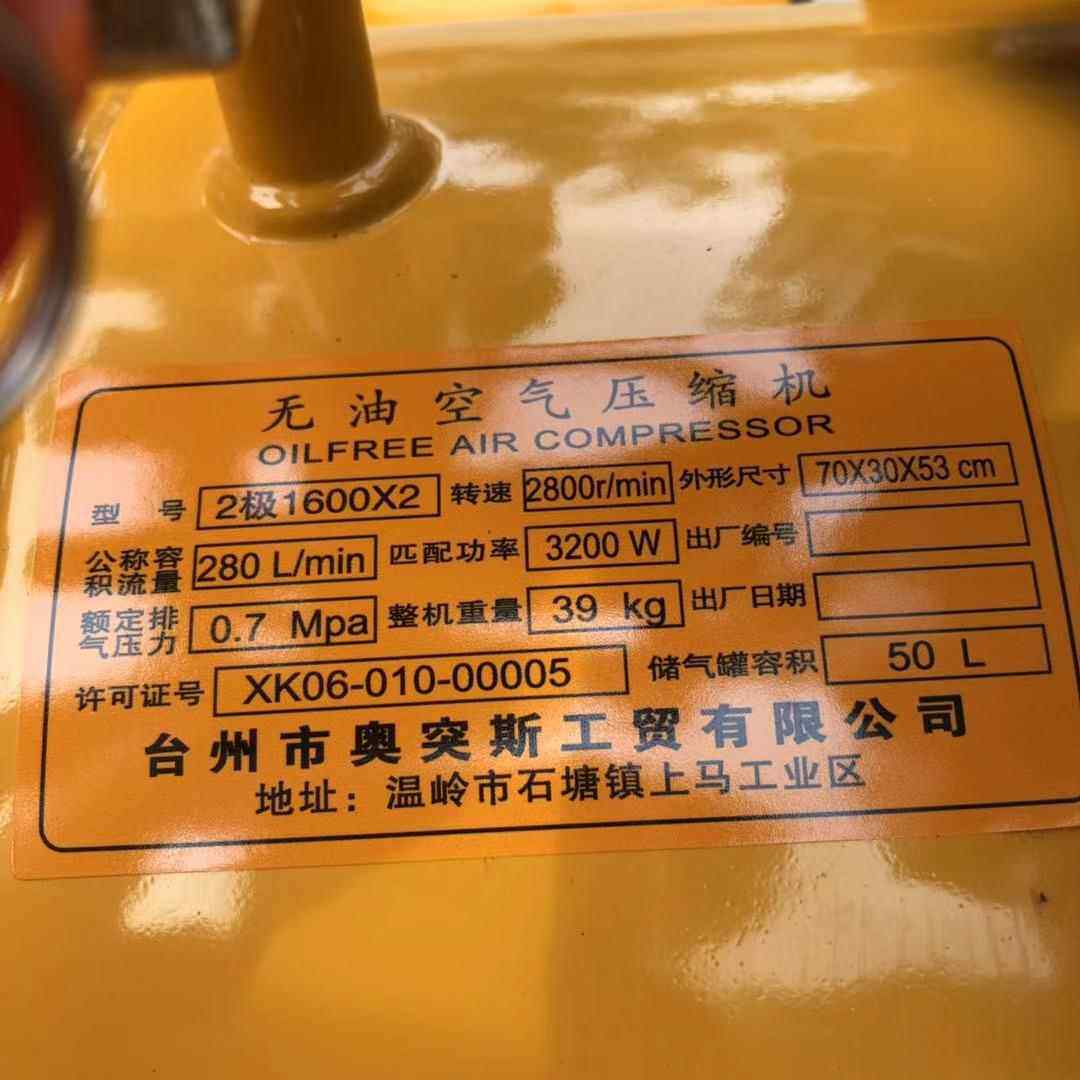 无油空气压缩机
OILFREE AIR COMPRESSOR
型号 2极1600X2 转速 2800r/min 外形尺寸 70X30X53 cm
公称容积流量 280 L/min 匹配功率 3200 W 出厂编号
额定排气压力 0.7 Mpa 整机重量 39 kg 出厂日期
许可证号 XK06-010-00005 储气罐容积 50 L
台州市奥突斯工贸有限公司
地址：温岭市石塘镇上马工业区